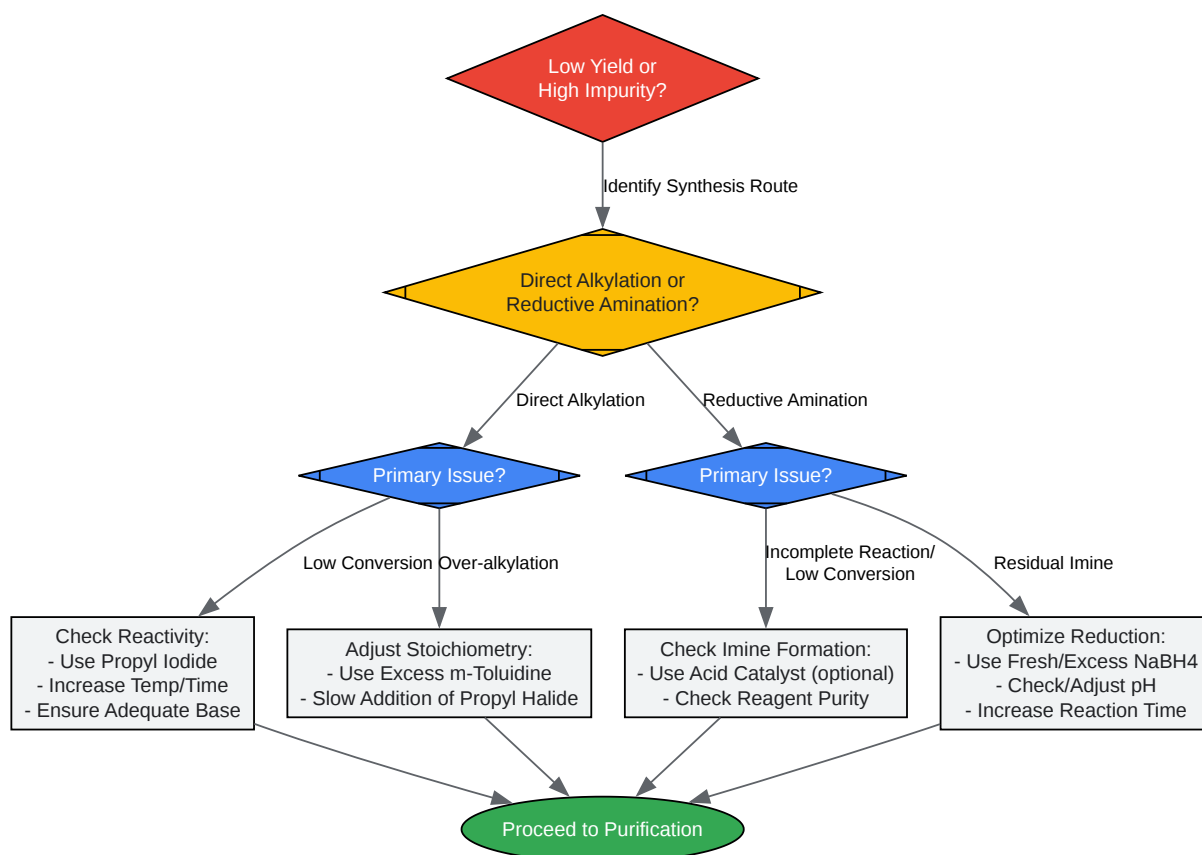 Low Yield or
High Impurity?
Identify Synthesis Route
Direct Alkylation or
Reductive Amination?
Direct Alkylation
Reductive Amination
Primary Issue?
Primary Issue?
Low Conversion
Over-alkylation
Incomplete Reaction/
Low Conversion
Residual Imine
Check Reactivity:
- Use Propyl Iodide
- Increase Temp/Time
- Ensure Adequate Base
Adjust Stoichiometry:
- Use Excess m-Toluidine
- Slow Addition of Propyl Halide
Check Imine Formation:
- Use Acid Catalyst (optional)
- Check Reagent Purity
Optimize Reduction:
- Use Fresh/Excess NaBH4
- Check/Adjust pH
- Increase Reaction Time
Proceed to Purification